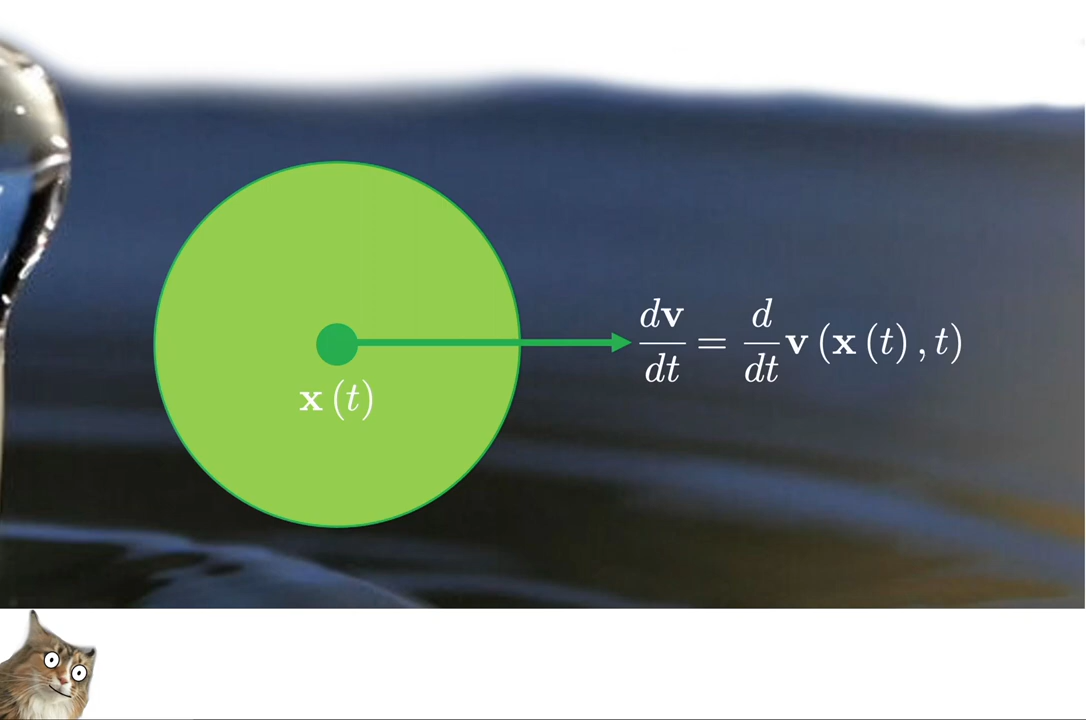 dv/dt = d/dt v (x (t) , t)
x (t)